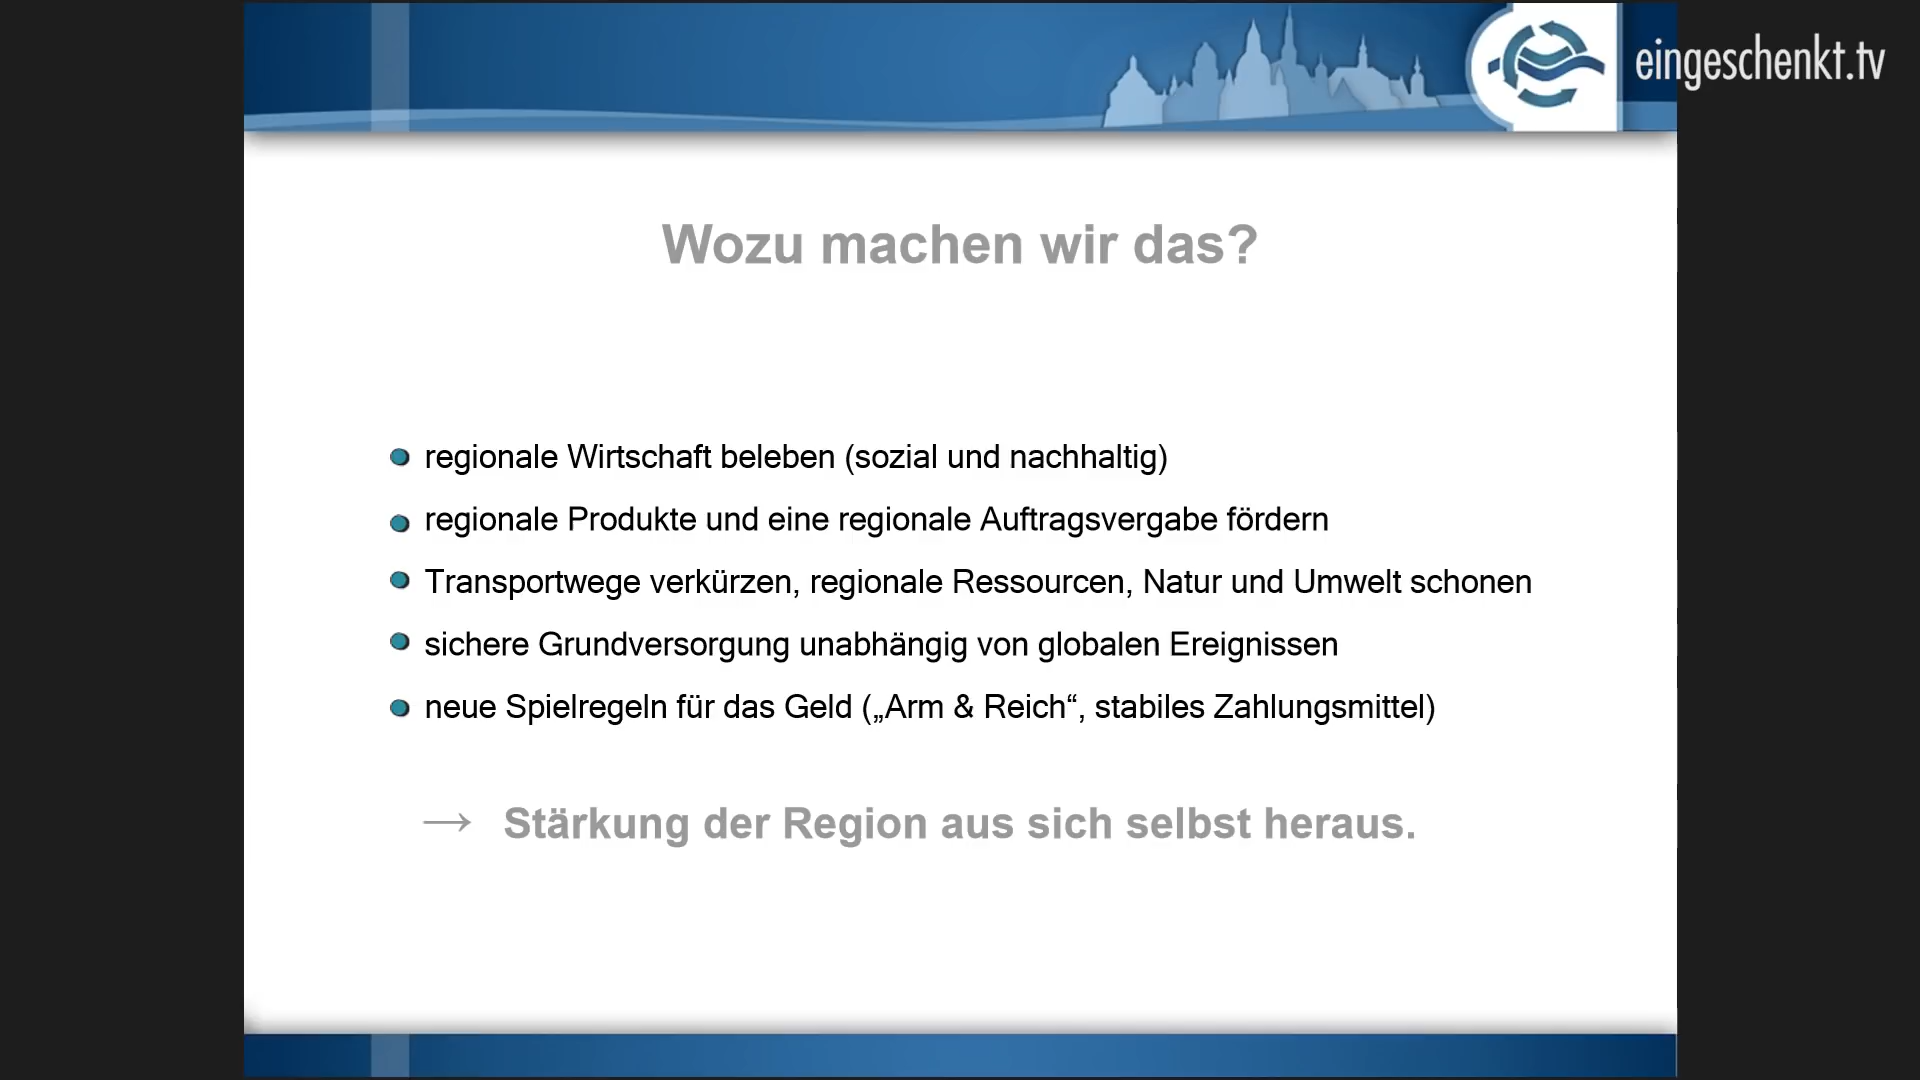 eingeschenkt.tv
Wozu machen wir das?
regionale Wirtschaft beleben (sozial und nachhaltig)
regionale Produkte und eine regionale Auftragsvergabe fördern
Transportwege verkürzen, regionale Ressourcen, Natur und Umwelt schonen
sichere Grundversorgung unabhängig von globalen Ereignissen
neue Spielregeln für das Geld („Arm & Reich“, stabiles Zahlungsmittel)
→ Stärkung der Region aus sich selbst heraus.